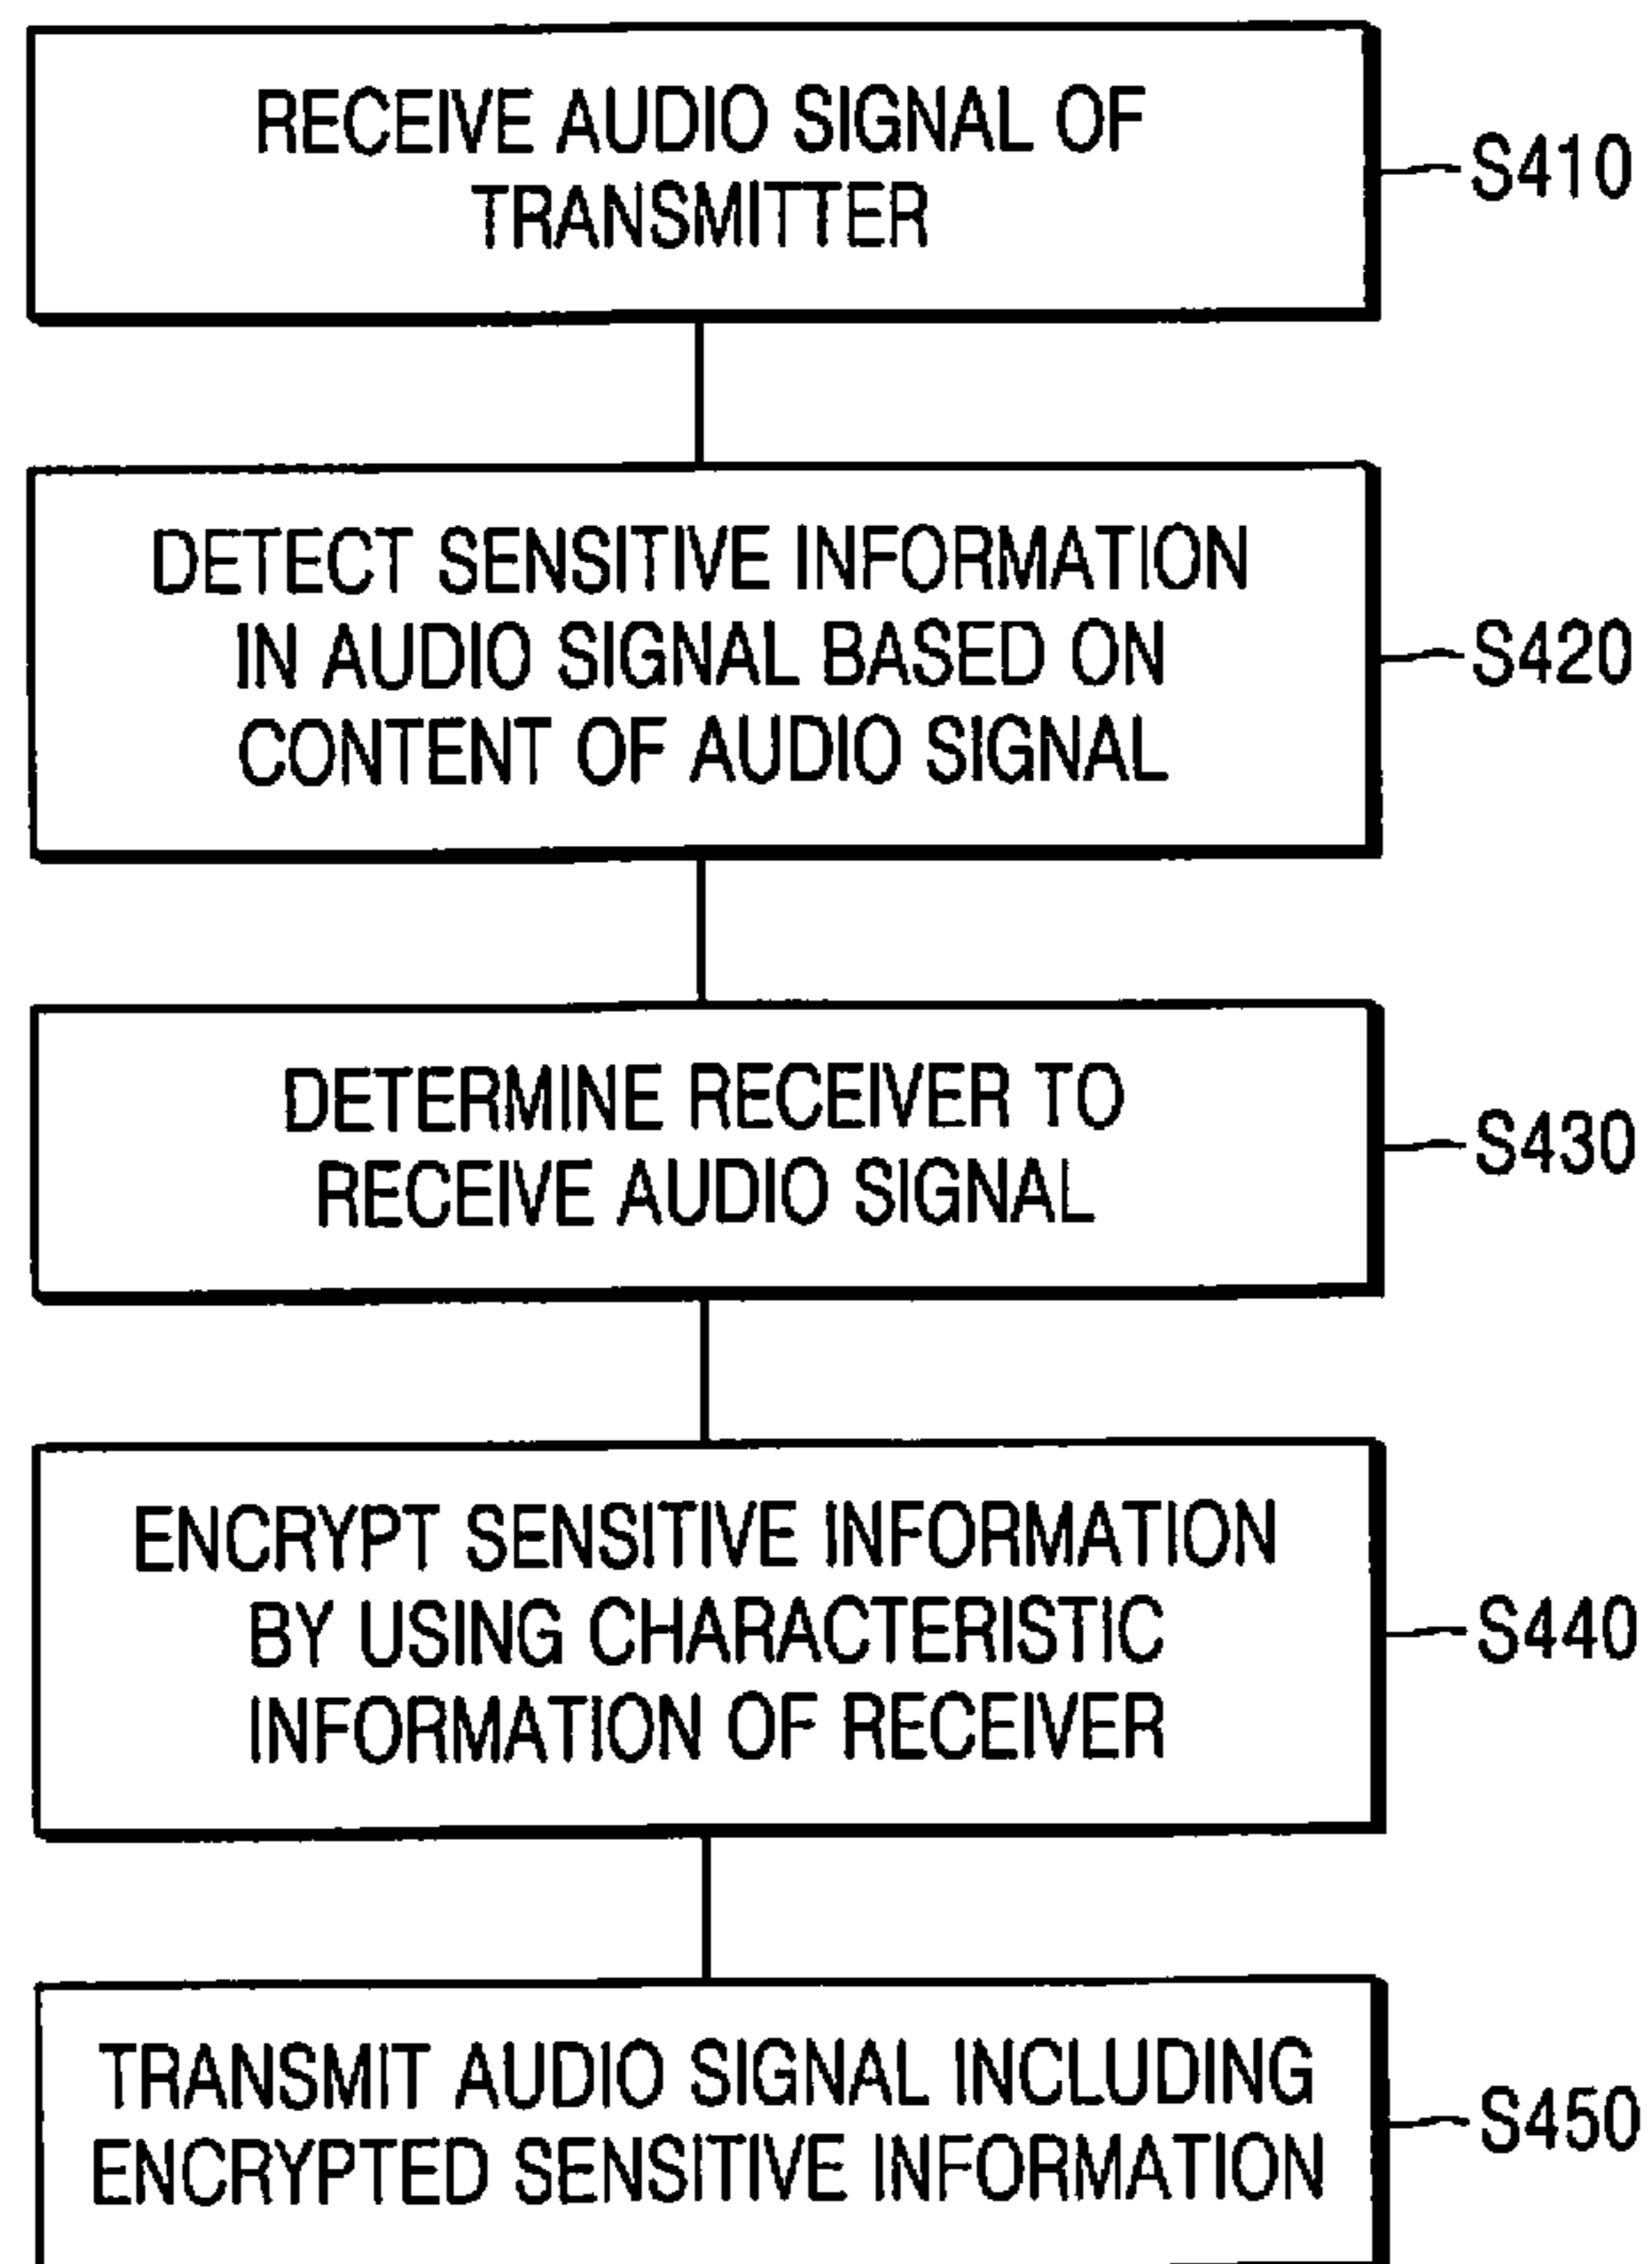 RECEIVE AUDIO SIGNAL OF
TRANSMITTER
S410
DETECT SENSITIVE INFORMATION
IN AUDIO SIGNAL BASED ON
CONTENT OF AUDIO SIGNAL
S420
DETERMINE RECEIVER TO
RECEIVE AUDIO SIGNAL
S430
ENCRYPT SENSITIVE INFORMATION
BY USING CHARACTERISTIC
INFORMATION OF RECEIVER
S440
TRANSMIT AUDIO SIGNAL INCLUDING
ENCRYPTED SENSITIVE INFORMATION
S450